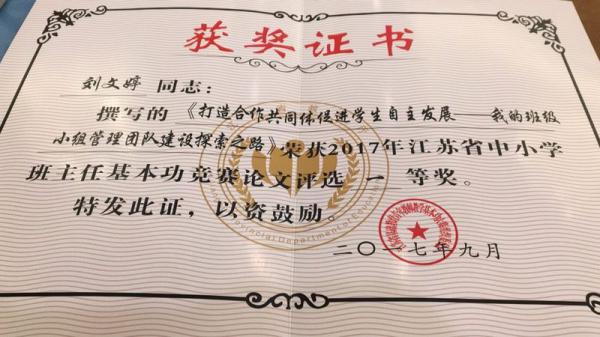 获奖证书
刘文婷 同志：
撰写的《打造合作共同体促进学生自主发展——我的班级
小组管理团队建设探索之路》荣获2017年江苏省中小学
班主任基本功竞赛论文评选 一 等奖。
特发此证，以资鼓励。
二〇一七年九月